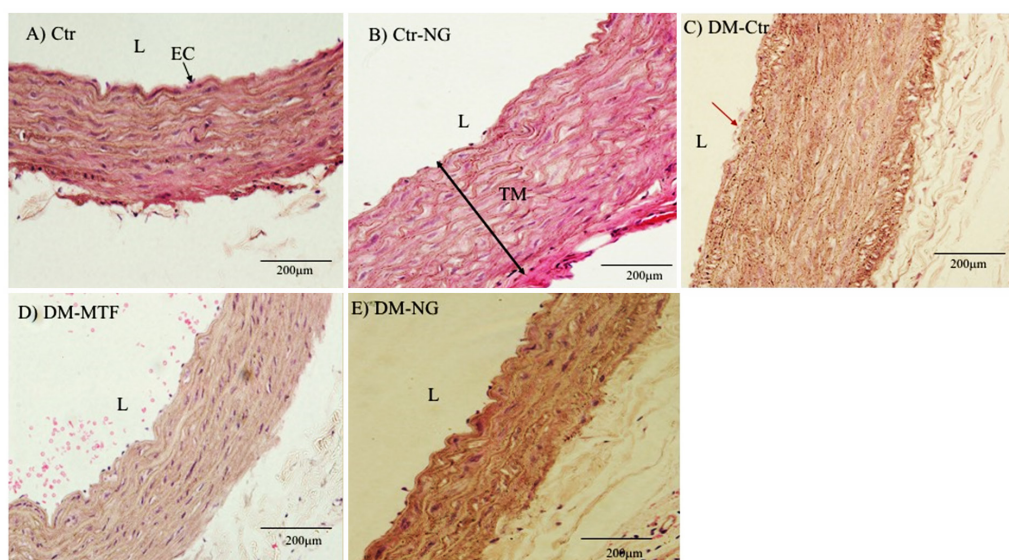 A) Ctr
L
EC
200μm
B) Ctr-NG
L
TM
200μm
C) DM-Ctr
L
200μm
D) DM-MTF
L
200μm
E) DM-NG
L
200μm